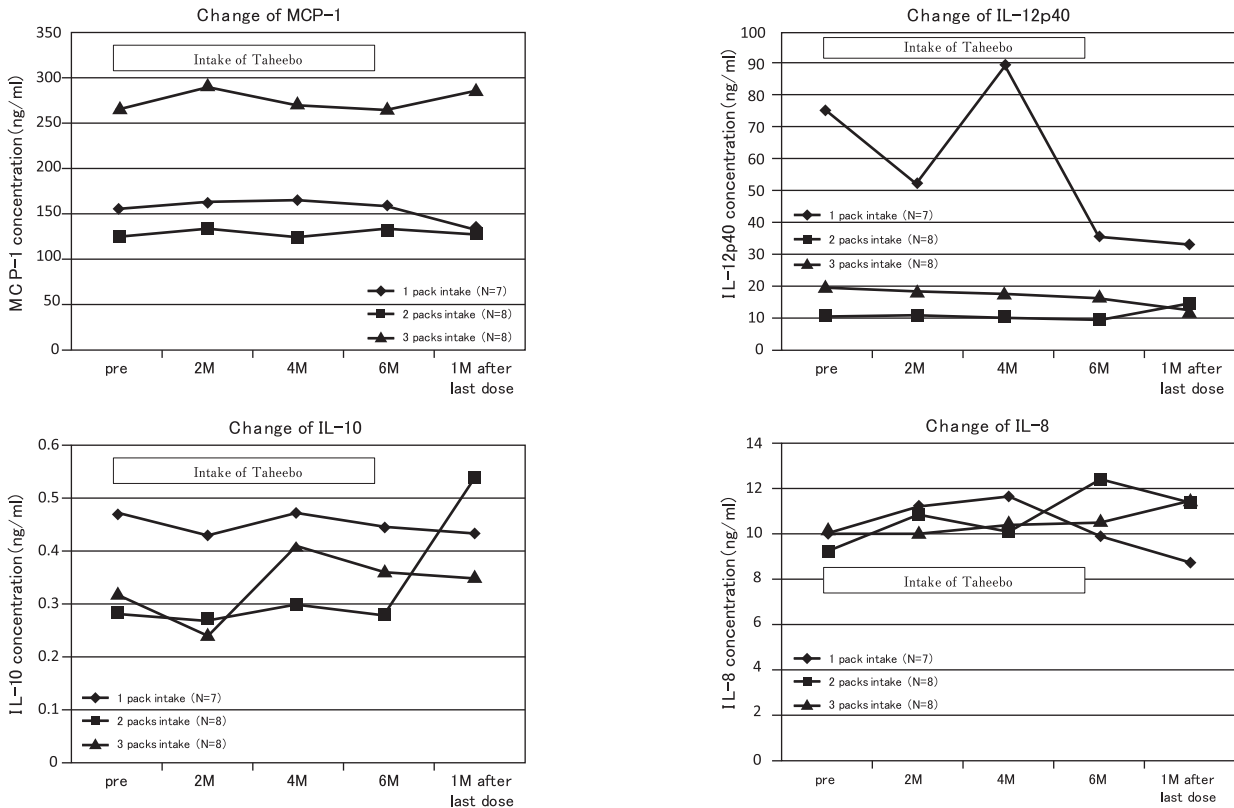 Change of MCP-1
350
300
250
200
150
100
50
0
MCP-1 concentration(ng/ml)
Intake of Taheebo
1 pack intake (N=7)
2 packs intake (N=8)
3 packs intake (N=8)
pre 2M 4M 6M 1M after
last dose
Change of IL-12p40
100
90
80
70
60
50
40
30
20
10
0
IL-12p40 concentration(ng/ml)
Intake of Taheebo
1 pack intake (N=7)
2 packs intake (N=8)
3 packs intake (N=8)
pre 2M 4M 6M 1M after
last dose
Change of IL-10
0.6
0.5
0.4
0.3
0.2
0.1
0
IL-10 concentration(ng/ml)
Intake of Taheebo
1 pack intake (N=7)
2 packs intake (N=8)
3 packs intake (N=8)
pre 2M 4M 6M 1M after
last dose
Change of IL-8
14
12
10
8
6
4
2
0
IL-8 concentration(ng/ml)
Intake of Taheebo
1 pack intake (N=7)
2 packs intake (N=8)
3 packs intake (N=8)
pre 2M 4M 6M 1M after
last dose